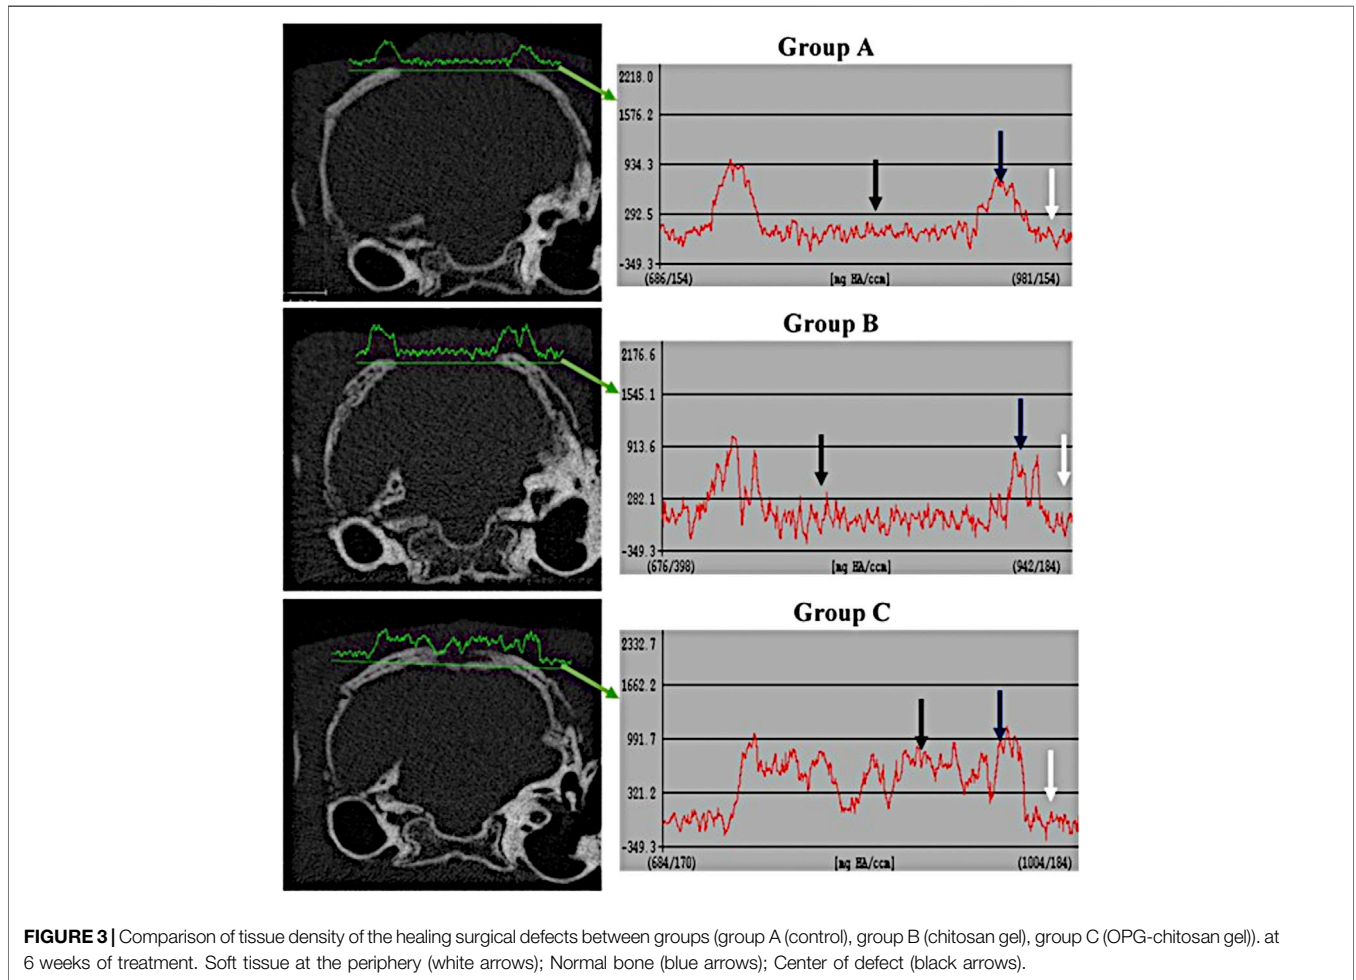 Group A
2218.0
1576.2
934.3
292.5
-349.3
(686/154) [mg HA/ccm] (981/154)
Group B
2176.6
1545.1
913.6
282.1
-349.3
(676/398) [mg HA/ccm] (942/184)
Group C
2332.7
1662.2
991.7
321.2
-349.3
(684/170) [mg HA/ccm] (1004/184)
FIGURE 3 | Comparison of tissue density of the healing surgical defects between groups (group A (control), group B (chitosan gel), group C (OPG-chitosan gel)). at
6 weeks of treatment. Soft tissue at the periphery (white arrows); Normal bone (blue arrows); Center of defect (black arrows).